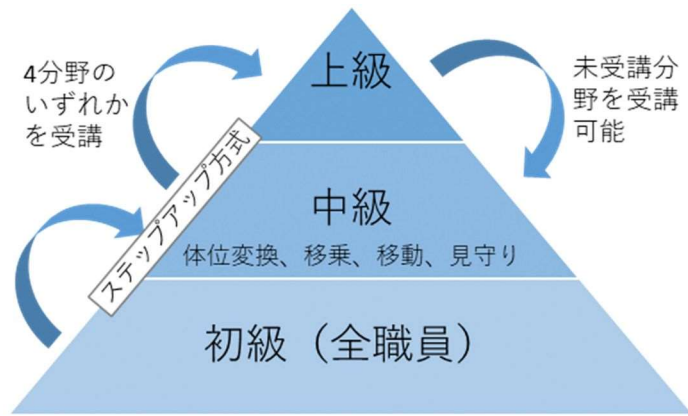 上級
4分野の
いずれか
を受講
未受講分
野を受講
可能
ステップアップ方式
中級
体位変換、移乗、移動、見守り
初級（全職員）